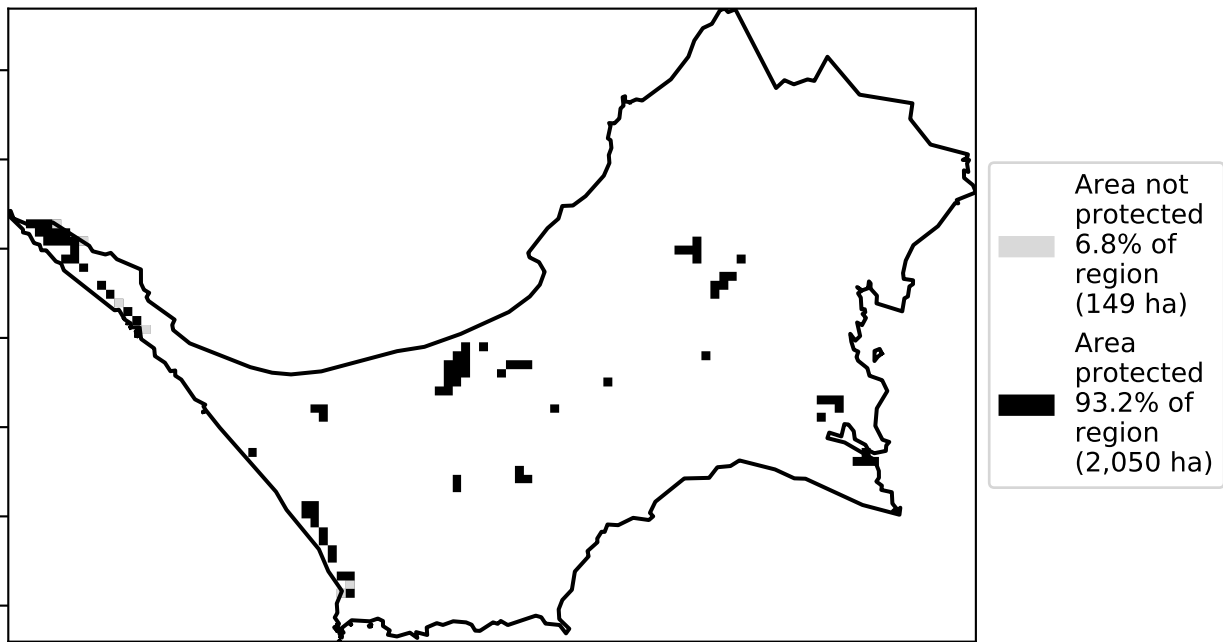 Area not
protected
6.8% of
region
(149 ha)
Area
protected
93.2% of
region
(2,050 ha)